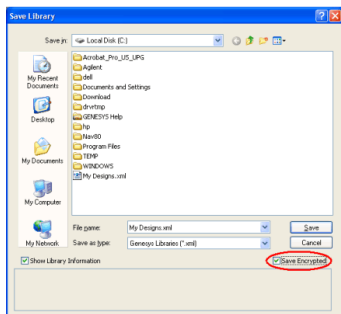 Save Library
Save in: Local Disk (C:)
Acrobat_Pro_US_UPG
Agilent
dell
Documents and Settings
Download
drvrtmp
GENESYS Help
hp
Nav80
Program Files
TEMP
WINDOWS
My Designs.xml
My Recent
Documents
Desktop
My Documents
My Computer
My Network
File name: My Designs.xml Save
Save as type: Genesys Libraries (*.xml) Cancel
Show Library Information Save Encrypted